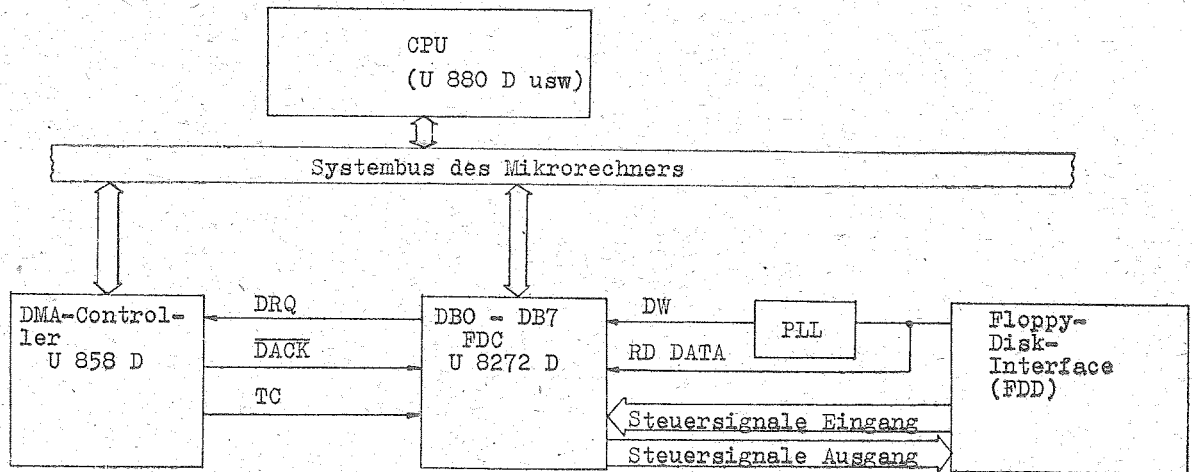 CPU
(U 880 D usw)
Systembus des Mikrorechners
DMA-Control-
ler
U 858 D
DRQ
DACK
TC
DB0 - DB7
FDC
U 8272 D
DW
RD DATA
PLL
Steuersignale Eingang
Steuersignale Ausgang
Floppy-
Disk-
Interface
(FDD)